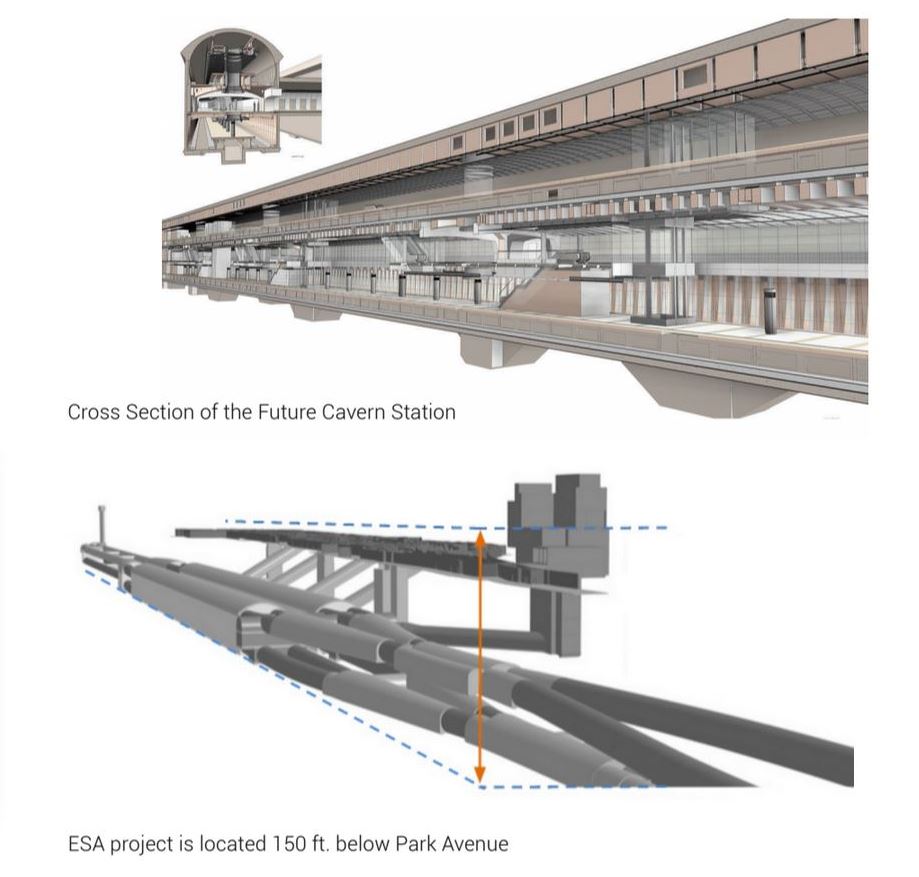 Cross Section of the Future Cavern Station
ESA project is located 150 ft. below Park Avenue